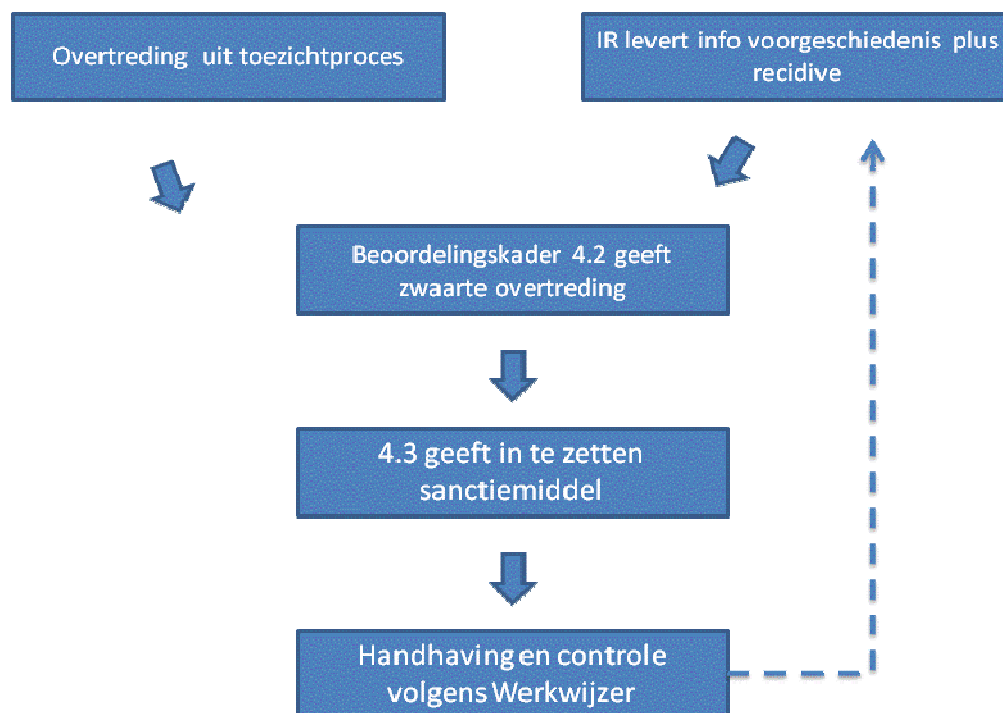 Overtreding uit toezichtproces
IR levert info voorgeschiedenis plus
recidive
Beoordelingskader 4.2 geeft
zwaarte overtreding
4.3 geeft in te zetten
sanctiemiddel
Handhaving en controle
volgens Werkwijzer